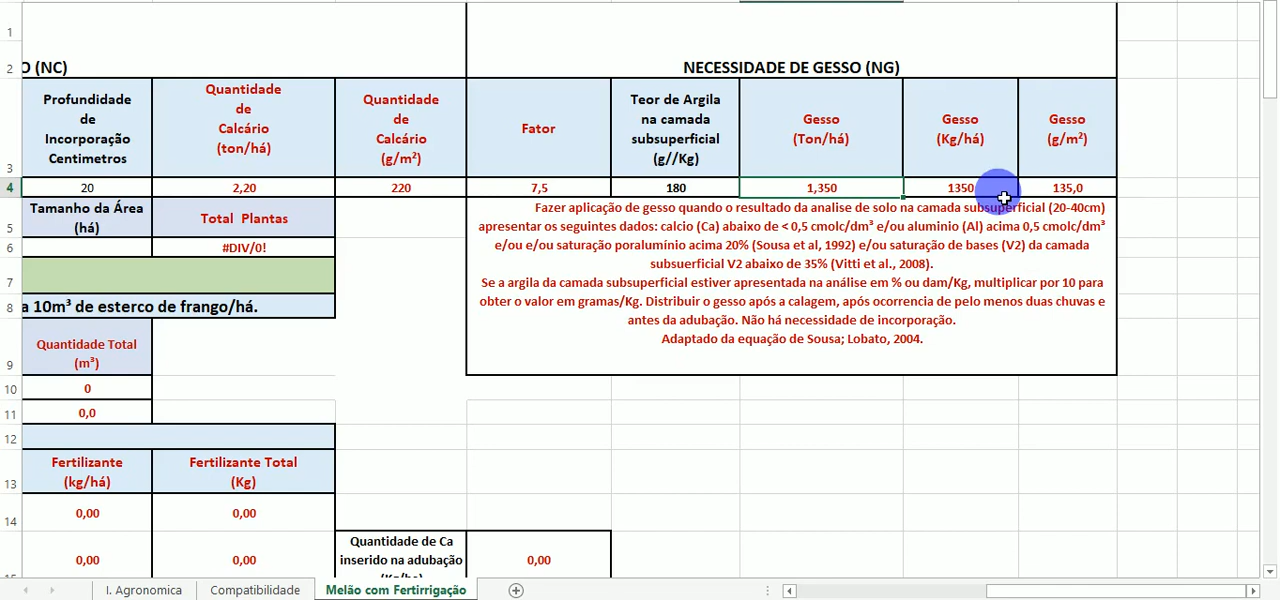 1
2
O (NC)
NECESSIDADE DE GESSO (NG)
3
Profundidade
de
Incorporação
Centimetros
Quantidade
de
Calcário
(ton/há)
Quantidade
de
Calcário
(g/m²)
Fator
Teor de Argila
na camada
subsuperficial
(g//Kg)
Gesso
(Ton/há)
Gesso
(Kg/há)
Gesso
(g/m²)
4
20
2,20
220
7,5
180
1,350
1350
135,0
5
Tamanho da Área
(há)
Total Plantas
Fazer aplicação de gesso quando o resultado da analise de solo na camada subsuperficial (20-40cm)
apresentar os seguintes dados: calcio (Ca) abaixo de < 0,5 cmolc/dm³ e/ou aluminio (Al) acima 0,5 cmolc/dm³
e/ou e/ou saturação poralumínio acima 20% (Sousa et al, 1992) e/ou saturação de bases (V2) da camada
subsuerficial V2 abaixo de 35% (Vitti et al., 2008).
Se a argila da camada subsuperficial estiver apresentada na análise em % ou dam/Kg, multiplicar por 10 para
obter o valor em gramas/Kg. Distribuir o gesso após a calagem, após ocorrencia de pelo menos duas chuvas e
antes da adubação. Não há necessidade de incorporação.
Adaptado da equação de Sousa; Lobato, 2004.
6
#DIV/0!
7
8
a 10m³ de esterco de frango/há.
9
Quantidade Total
(m³)
10
0
11
0,0
12
13
Fertilizante
(kg/há)
Fertilizante Total
(Kg)
14
0,00
0,00
0,00
0,00
Quantidade de Ca
inserido na adubação
0,00
I. Agronomica
Compatibilidade
Melão com Fertirrigação